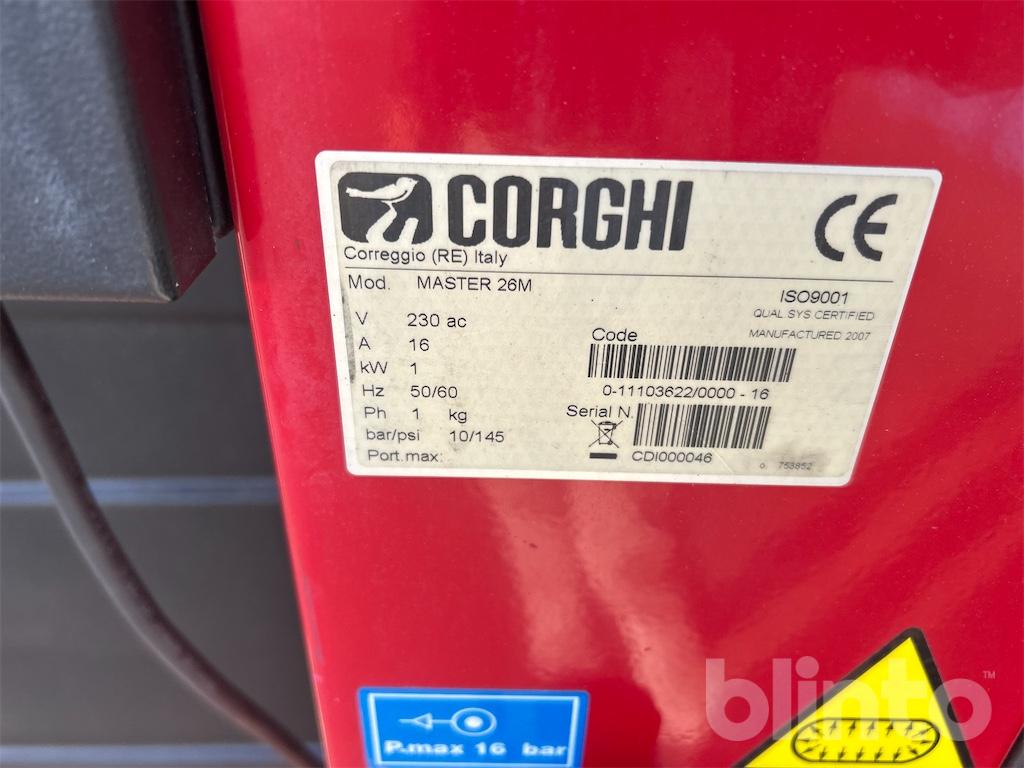 CORGHI
CE
Correggio (RE) Italy
Mod. MASTER 26M
ISO9001
QUAL SYS CERTIFIED
MANUFACTURED 2007
V 230 ac
A 16
kW 1
Hz 50/60
Ph 1 kg
bar/psi 10/145
Port.max:
Code
0-11103622/0000 - 16
Serial N.
CDI000046
o. 753852
P.max 16 bar
blinto™